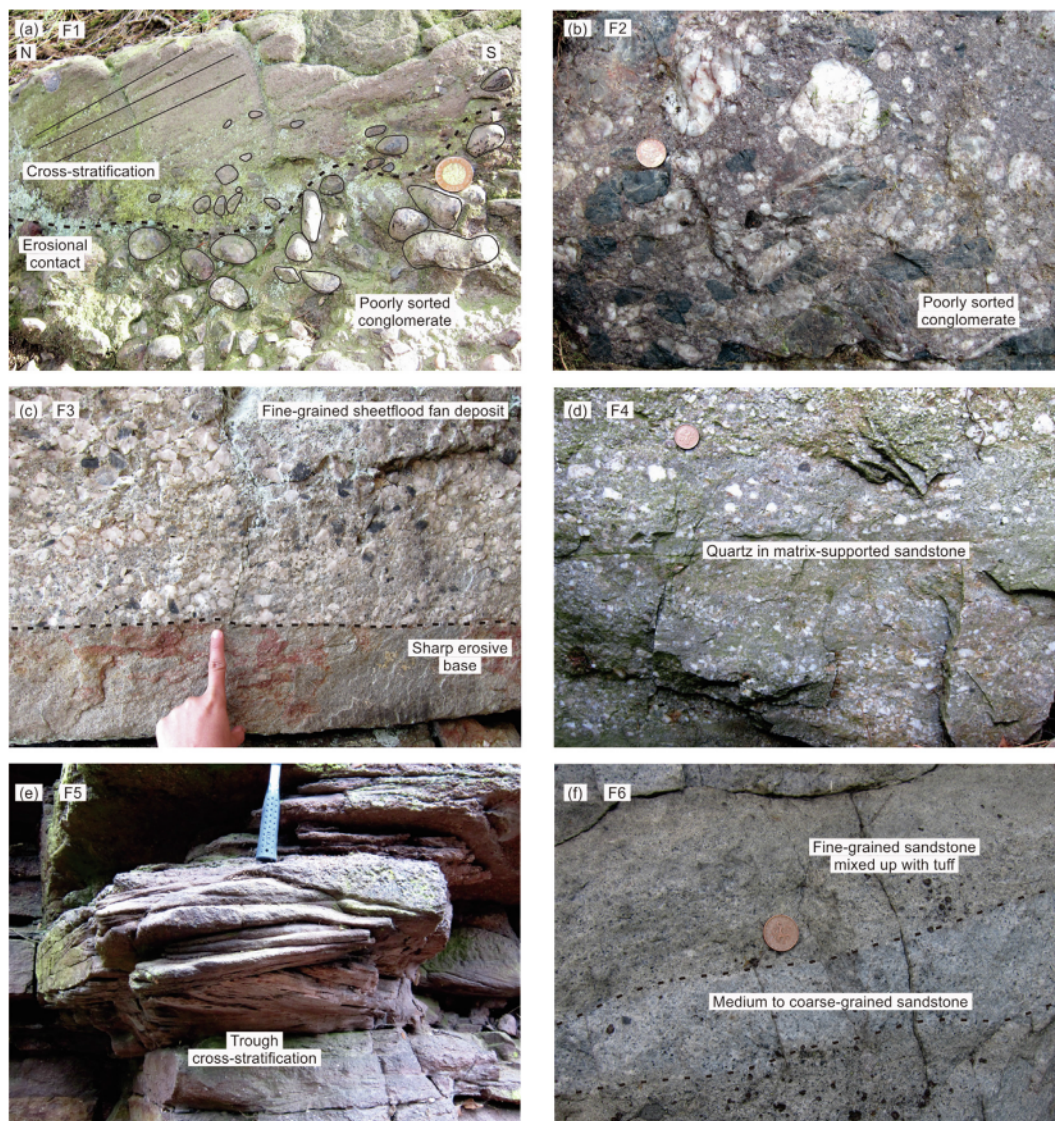 (a) F1
N S
Cross-stratification
Erosional
contact
Poorly sorted
conglomerate
(b) F2
Poorly sorted
conglomerate
(c) F3
Fine-grained sheetflood fan deposit
Sharp erosive
base
(d) F4
Quartz in matrix-supported sandstone
(e) F5
Trough
cross-stratification
(f) F6
Fine-grained sandstone
mixed up with tuff
Medium to coarse-grained sandstone